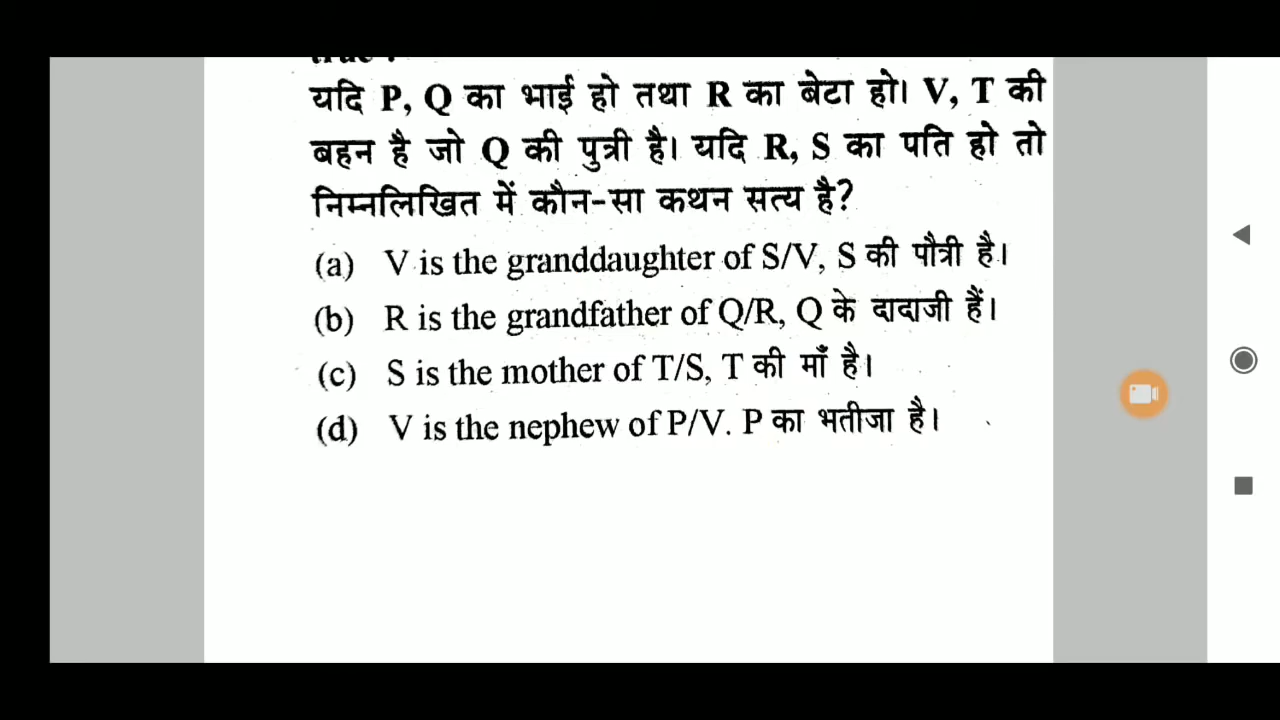 यदि P, Q का भाई हो तथा R का बेटा हो। V, T की
बहन है जो Q की पुत्री है। यदि R, S का पति हो तो
निम्नलिखित में कौन-सा कथन सत्य है?
(a) V is the granddaughter of S/V, S की पौत्री है।
(b) R is the grandfather of Q/R, Q के दादाजी हैं।
(c) S is the mother of T/S, T की माँ है।
(d) V is the nephew of P/V. P का भतीजा है।